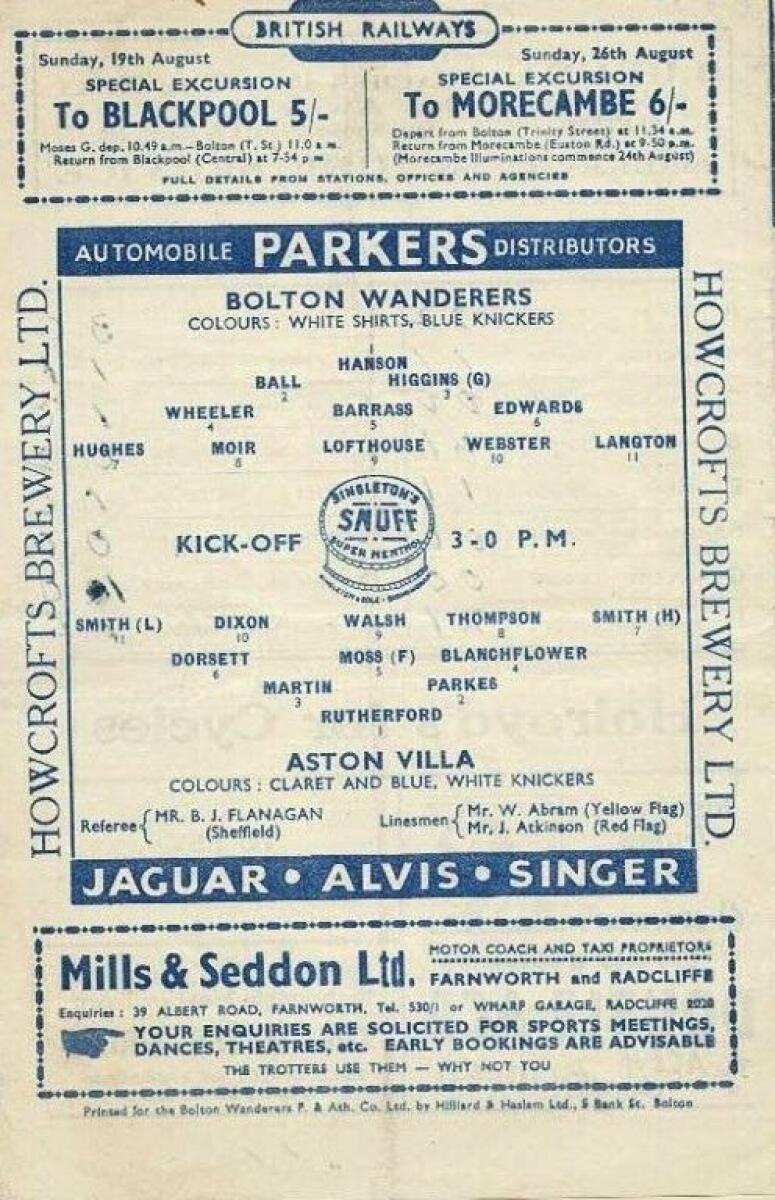 BRITISH RAILWAYS
Sunday, 19th August
SPECIAL EXCURSION
To BLACKPOOL 5/-
Moses G. dep. 10.49 a.m.—Bolton (T. St.) 11.0 a.m.
Return from Blackpool (Central) at 7-54 p m
Sunday, 26th August
SPECIAL EXCURSION
To MORECAMBE 6/-
Depart from Bolton (Trinity Street) at 11.34 a.m.
Return from Morecambe (Euston Rd.) at 9-50 p.m.
(Morecambe Illuminations commence 24th August)
FULL DETAILS FROM STATIONS, OFFICES AND AGENCIES
AUTOMOBILE PARKERS DISTRIBUTORS
HOWCROFTS BREWERY LTD.
HOWCROFTS BREWERY LTD.
BOLTON WANDERERS
COLOURS : WHITE SHIRTS, BLUE KNICKERS
1
HANSON
BALL HIGGINS (G)
2 3
WHEELER BARRASS EDWARDS
4 5 6
HUGHES MOIR LOFTHOUSE WEBSTER LANGTON
7 8 9 10 11
KICK-OFF 3-0 P.M.
SINGLETON'S
SNUFF
SUPER MENTHOL
SMITH (L) DIXON WALSH THOMPSON SMITH (H)
11 10 9 8 7
DORSETT MOSS (F) BLANCHFLOWER
6 5 4
MARTIN PARKES
3 2
RUTHERFORD
1
ASTON VILLA
COLOURS : CLARET AND BLUE, WHITE KNICKERS
Referee { MR. B. J. FLANAGAN
(Sheffield)
Linesmen { Mr. W. Abram (Yellow Flag)
Mr. J. Atkinson (Red Flag)
JAGUAR • ALVIS • SINGER
Mills & Seddon Ltd. MOTOR COACH AND TAXI PROPRIETORS
FARNWORTH and RADCLIFFE
Enquiries : 39 ALBERT ROAD, FARNWORTH, Tel. 530/1 or WHARF GARAGE, RADCLIFFE 2020
YOUR ENQUIRIES ARE SOLICITED FOR SPORTS MEETINGS,
DANCES, THEATRES, etc. EARLY BOOKINGS ARE ADVISABLE
THE TROTTERS USE THEM — WHY NOT YOU
Printed for the Bolton Wanderers F. & Ath. Co. Ltd. by Hilliard & Haslam Ltd., 5 Bank St. Bolton